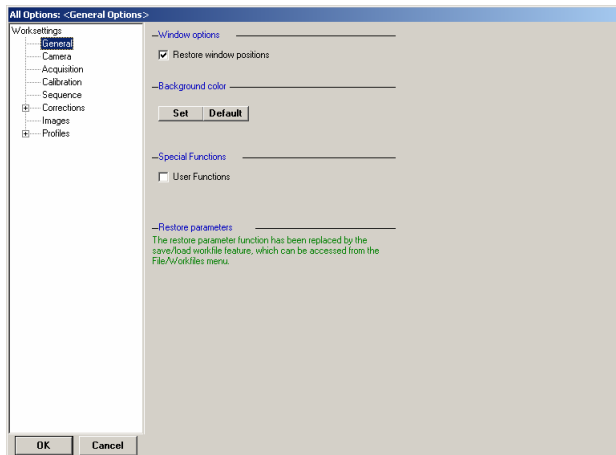 All Options: <General Options>
Worksettings
General
Camera
Acquisition
Calibration
Sequence
Corrections
Images
Profiles
Window options
Restore window positions
Background color
Set Default
Special Functions
User Functions
Restore parameters
The restore parameter function has been replaced by the
save/load workfile feature, which can be accessed from the
File/Workfiles menu.
OK Cancel